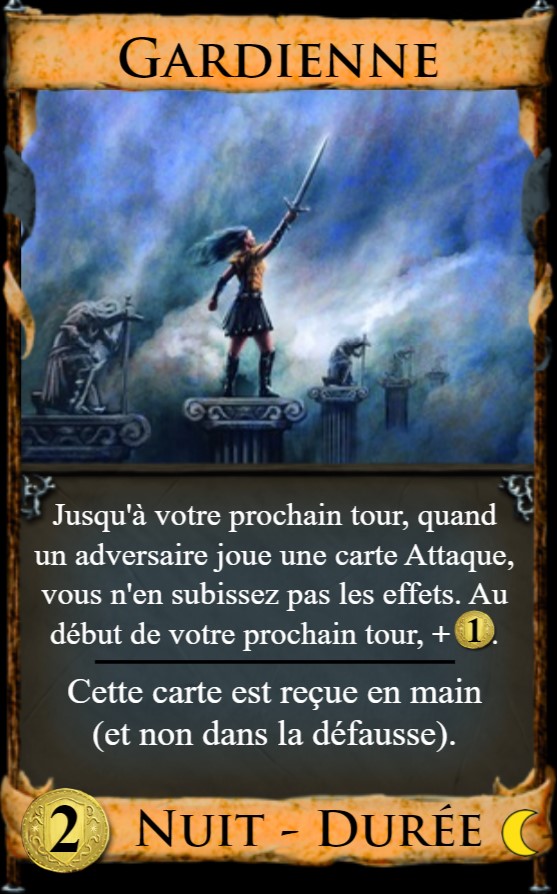 Gardienne
Jusqu'à votre prochain tour, quand
un adversaire joue une carte Attaque,
vous n'en subissez pas les effets. Au
début de votre prochain tour, + 1.
Cette carte est reçue en main
(et non dans la défausse).
2 Nuit - Durée